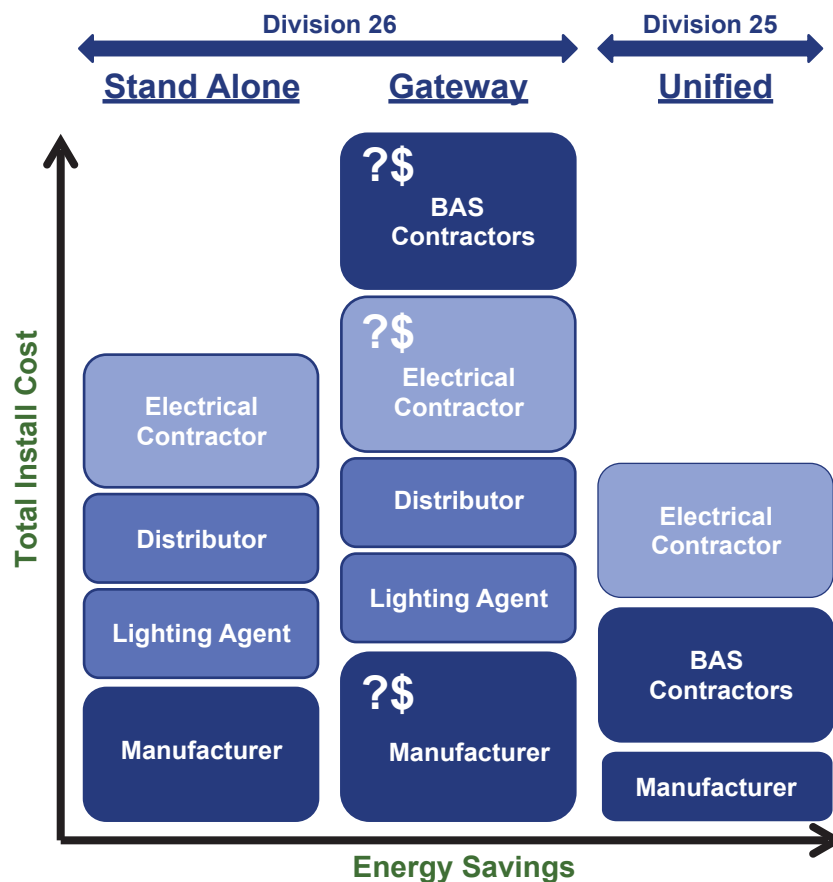 Division 26
Division 25
Stand Alone
Gateway
Unified
Total Install Cost
Electrical
Contractor
Distributor
Lighting Agent
Manufacturer
?$
BAS
Contractors
?$
Electrical
Contractor
Distributor
Lighting Agent
?$
Manufacturer
Electrical
Contractor
BAS
Contractors
Manufacturer
Energy Savings